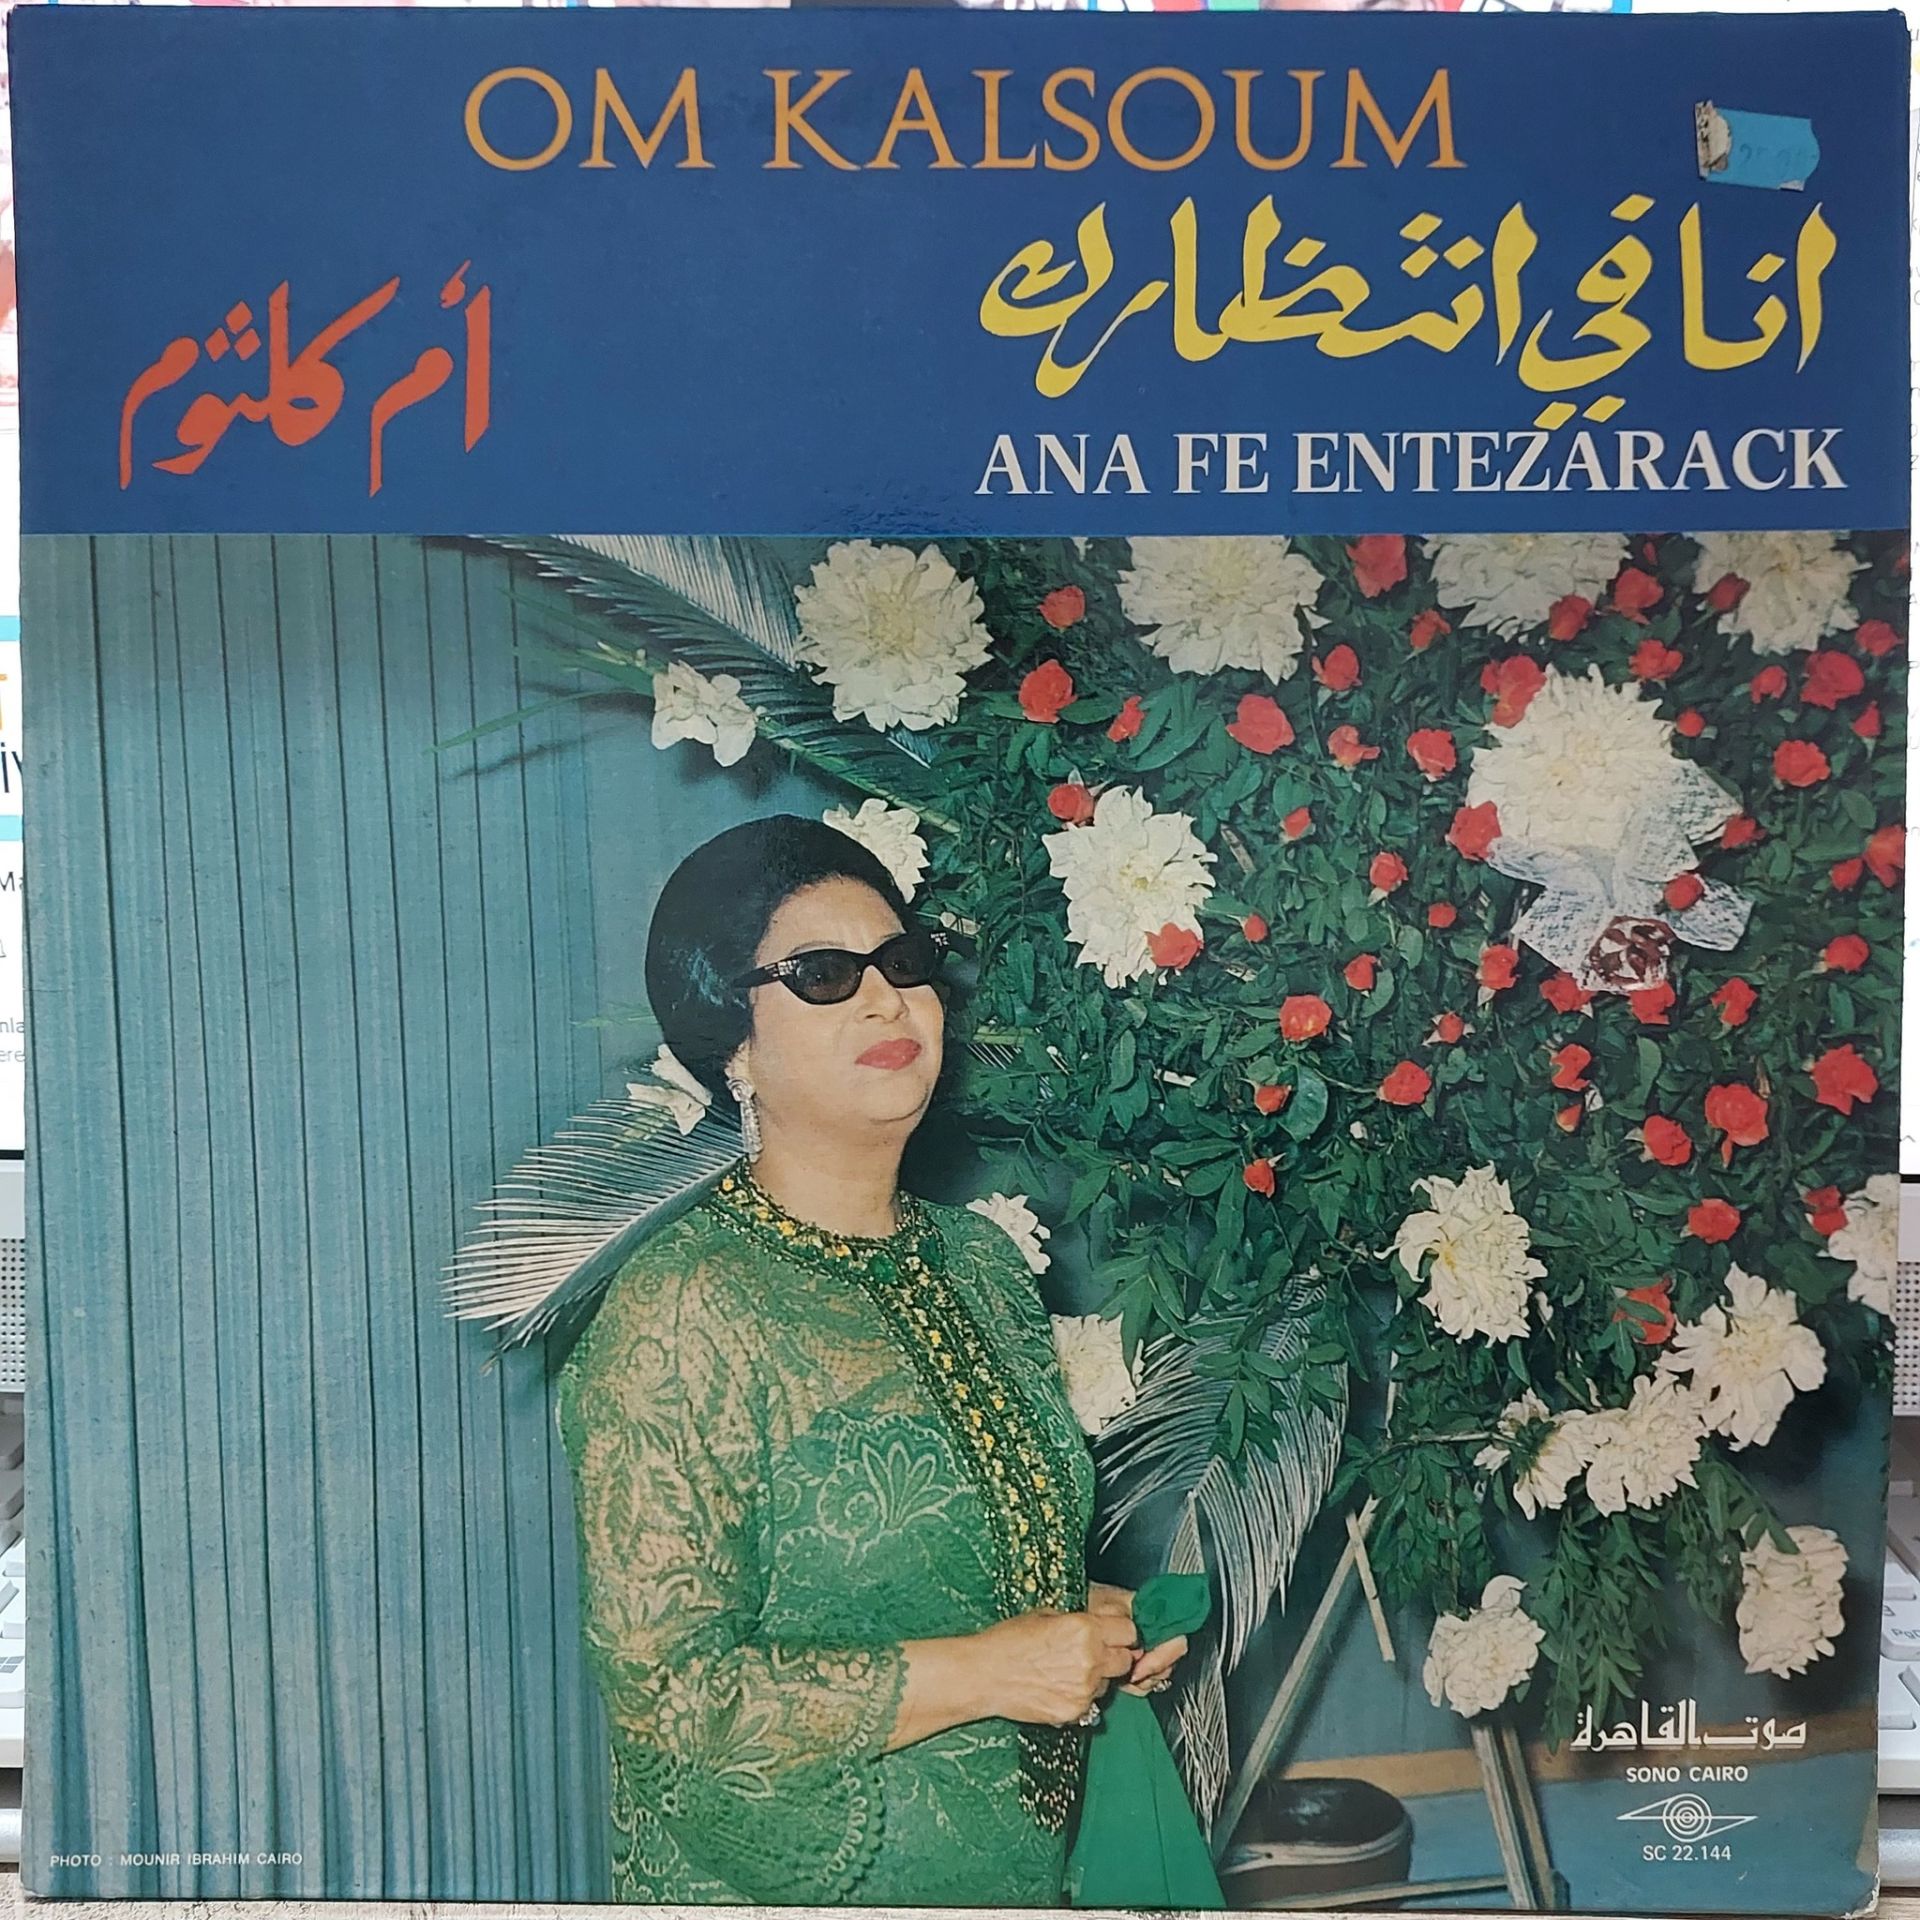 OM KALSOUM
انا في انتظارك
أم كلثوم
ANA FE ENTEZARACK
صوت القاهرة
SONO CAIRO
SC 22.144
PHOTO : MOUNIR IBRAHIM CAIRO